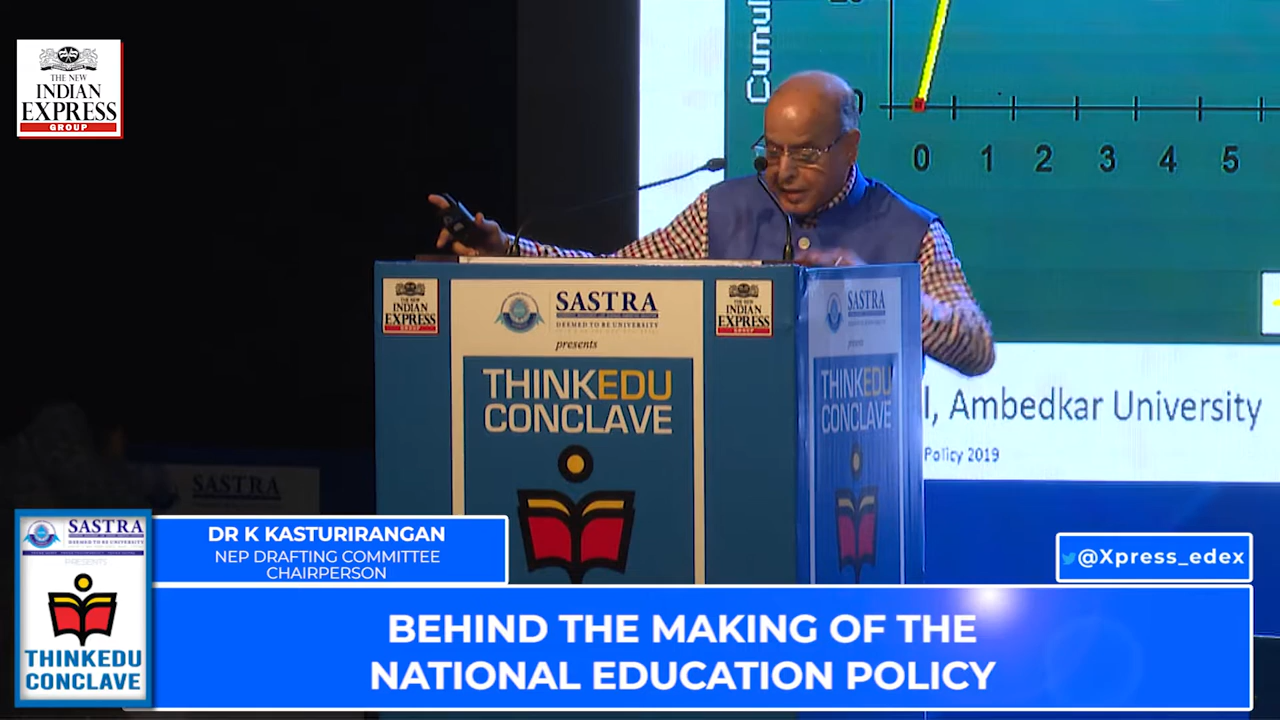 THE NEW
INDIAN
EXPRESS
GROUP
Cumul
0
0 1 2 3 4 5
l, Ambedkar University
Policy 2019
THE NEW
INDIAN
EXPRESS
GROUP
SASTRA
DEEMED TO BE UNIVERSITY
presents
THINKEDU
CONCLAVE
THE NEW
INDIAN
EXPRESS
GROUP
SASTRA
DEEMED TO BE UNIVERSITY
presents
THINKEDU
CONCLAVE
SASTRA
SASTRA
PRESENTS
THINKEDU
CONCLAVE
DR K KASTURIRANGAN
NEP DRAFTING COMMITTEE
CHAIRPERSON
@Xpress_edex
BEHIND THE MAKING OF THE
NATIONAL EDUCATION POLICY